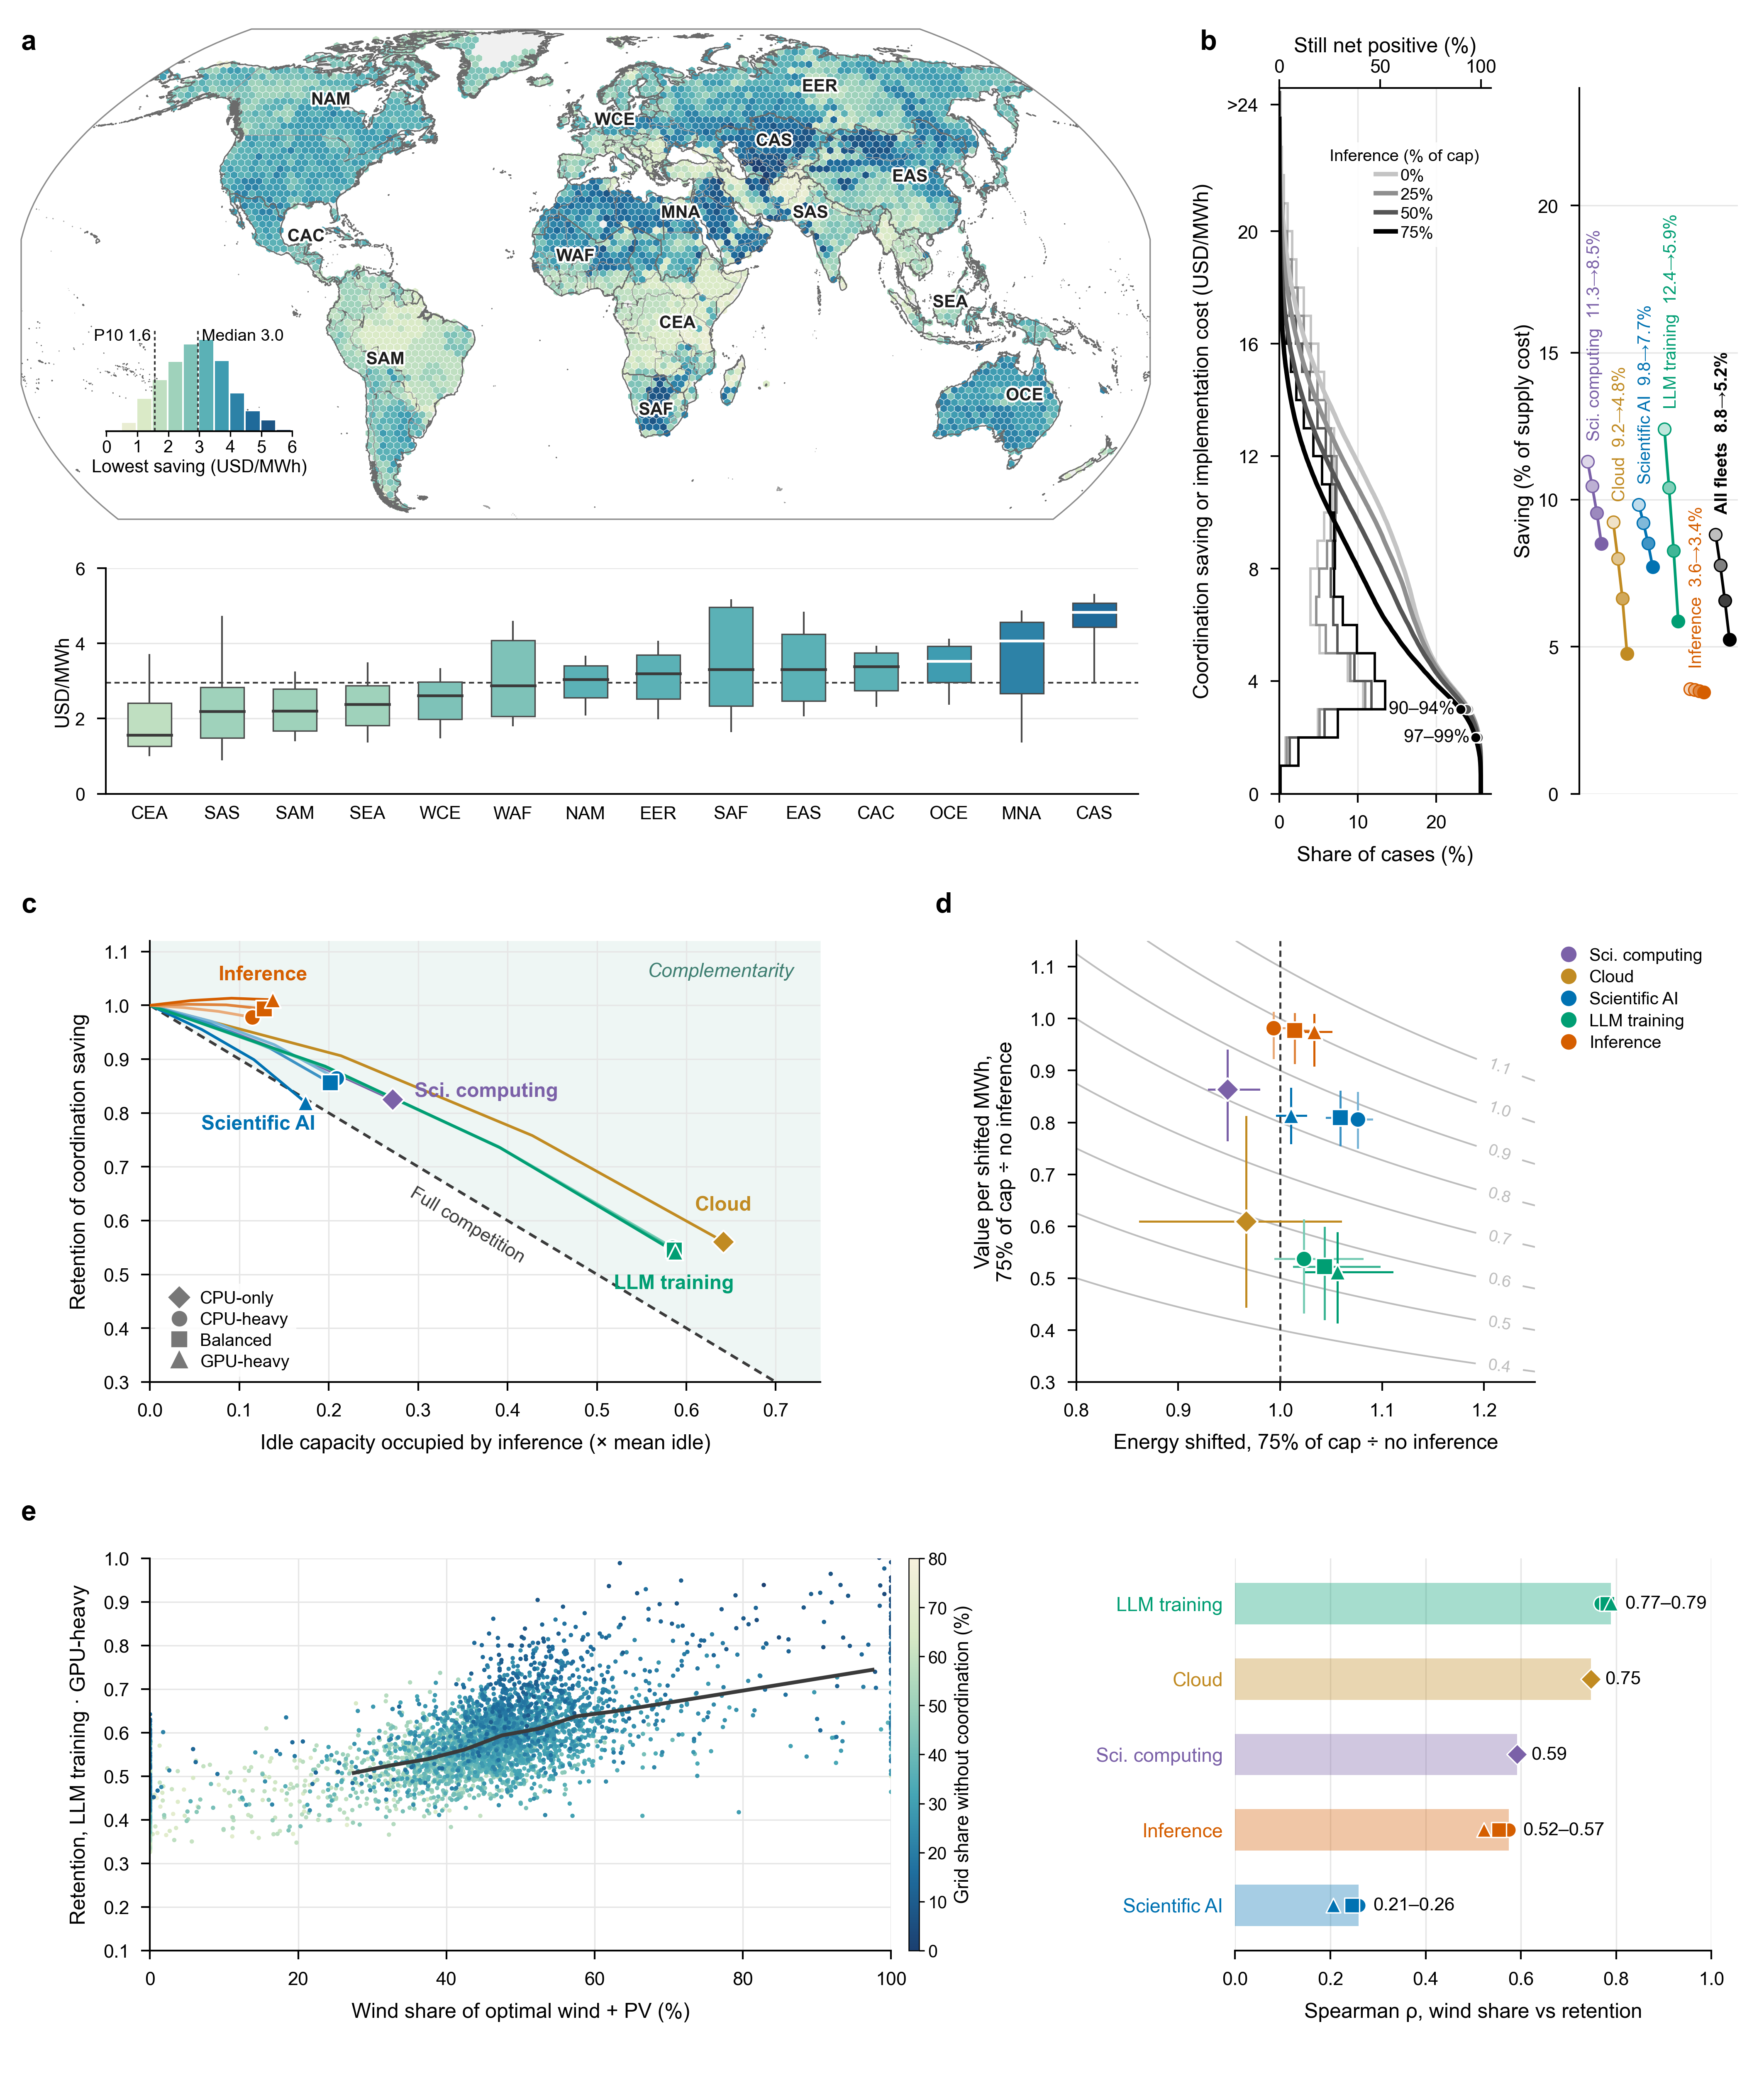 a
NAM
EER
WCE
CAS
EAS
MNA
SAS
CAC
WAF
SEA
CEA
SAM
OCE
SAF
P10 1.6
Median 3.0
0 1 2 3 4 5 6
Lowest saving (USD/MWh)
USD/MWh
6
4
2
0
CEA SAS SAM SEA WCE WAF NAM EER SAF EAS CAC OCE MNA CAS
b
Still net positive (%)
0 50 100
Coordination saving or implementation cost (USD/MWh)
>24
20
16
12
8
4
0
Inference (% of cap)
0%
25%
50%
75%
90–94%
97–99%
0 10 20
Share of cases (%)
Saving (% of supply cost)
20
15
10
5
0
Sci. computing 11.3→8.5%
Cloud 9.2→4.8%
Scientific AI 9.8→7.7%
LLM training 12.4→5.9%
Inference 3.6→3.4%
All fleets 8.8→5.2%
c
Retention of coordination saving
1.1
1.0
0.9
0.8
0.7
0.6
0.5
0.4
0.3
Inference
Complementarity
Sci. computing
Scientific AI
Full competition
Cloud
LLM training
CPU-only
CPU-heavy
Balanced
GPU-heavy
0.0 0.1 0.2 0.3 0.4 0.5 0.6 0.7
Idle capacity occupied by inference (× mean idle)
d
Value per shifted MWh,
75% of cap ÷ no inference
1.1
1.0
0.9
0.8
0.7
0.6
0.5
0.4
0.3
1.1
1.0
0.9
0.8
0.7
0.6
0.5
0.4
0.8 0.9 1.0 1.1 1.2
Energy shifted, 75% of cap ÷ no inference
Sci. computing
Cloud
Scientific AI
LLM training
Inference
e
Retention, LLM training · GPU-heavy
1.0
0.9
0.8
0.7
0.6
0.5
0.4
0.3
0.2
0.1
0 20 40 60 80 100
Wind share of optimal wind + PV (%)
80
70
60
50
40
30
20
10
0
Grid share without coordination (%)
LLM training 0.77–0.79
Cloud 0.75
Sci. computing 0.59
Inference 0.52–0.57
Scientific AI 0.21–0.26
0.0 0.2 0.4 0.6 0.8 1.0
Spearman ρ, wind share vs retention